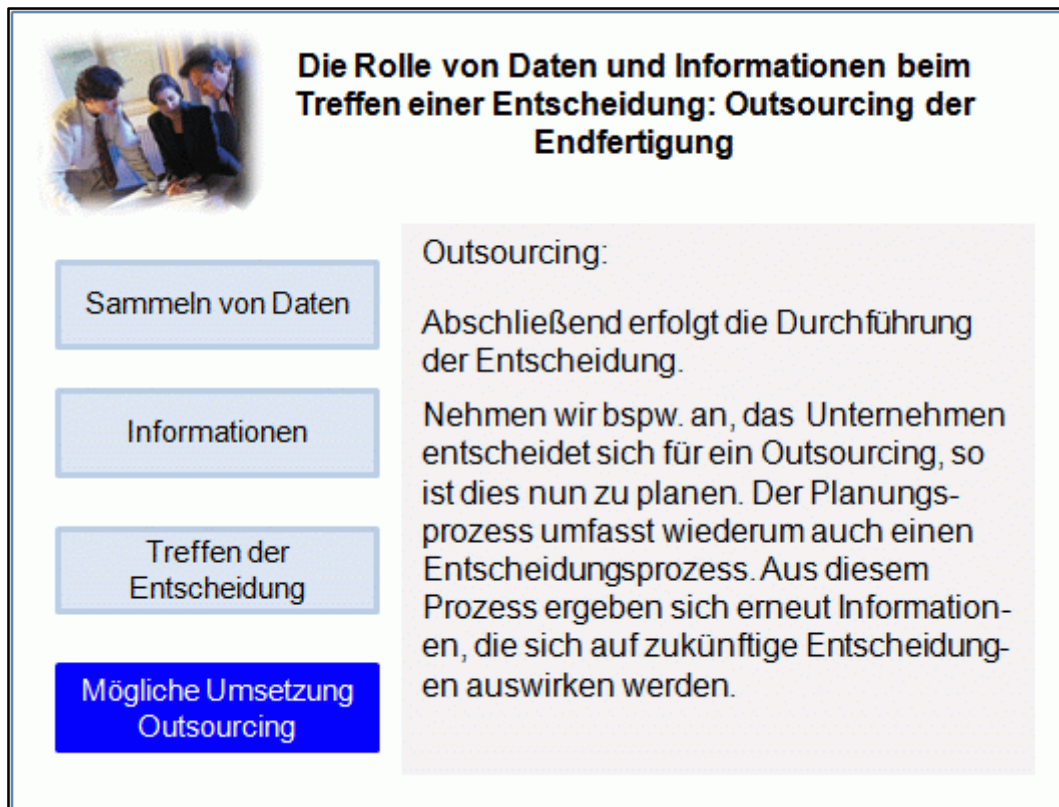 Die Rolle von Daten und Informationen beim
Treffen einer Entscheidung: Outsourcing der
Endfertigung
Sammeln von Daten
Informationen
Treffen der
Entscheidung
Mögliche Umsetzung
Outsourcing
Outsourcing:
Abschließend erfolgt die Durchführung
der Entscheidung.
Nehmen wir bspw. an, das Unternehmen
entscheidet sich für ein Outsourcing, so
ist dies nun zu planen. Der Planungs-
prozess umfasst wiederum auch einen
Entscheidungsprozess. Aus diesem
Prozess ergeben sich erneut Information-
en, die sich auf zukünftige Entscheidung-
en auswirken werden.